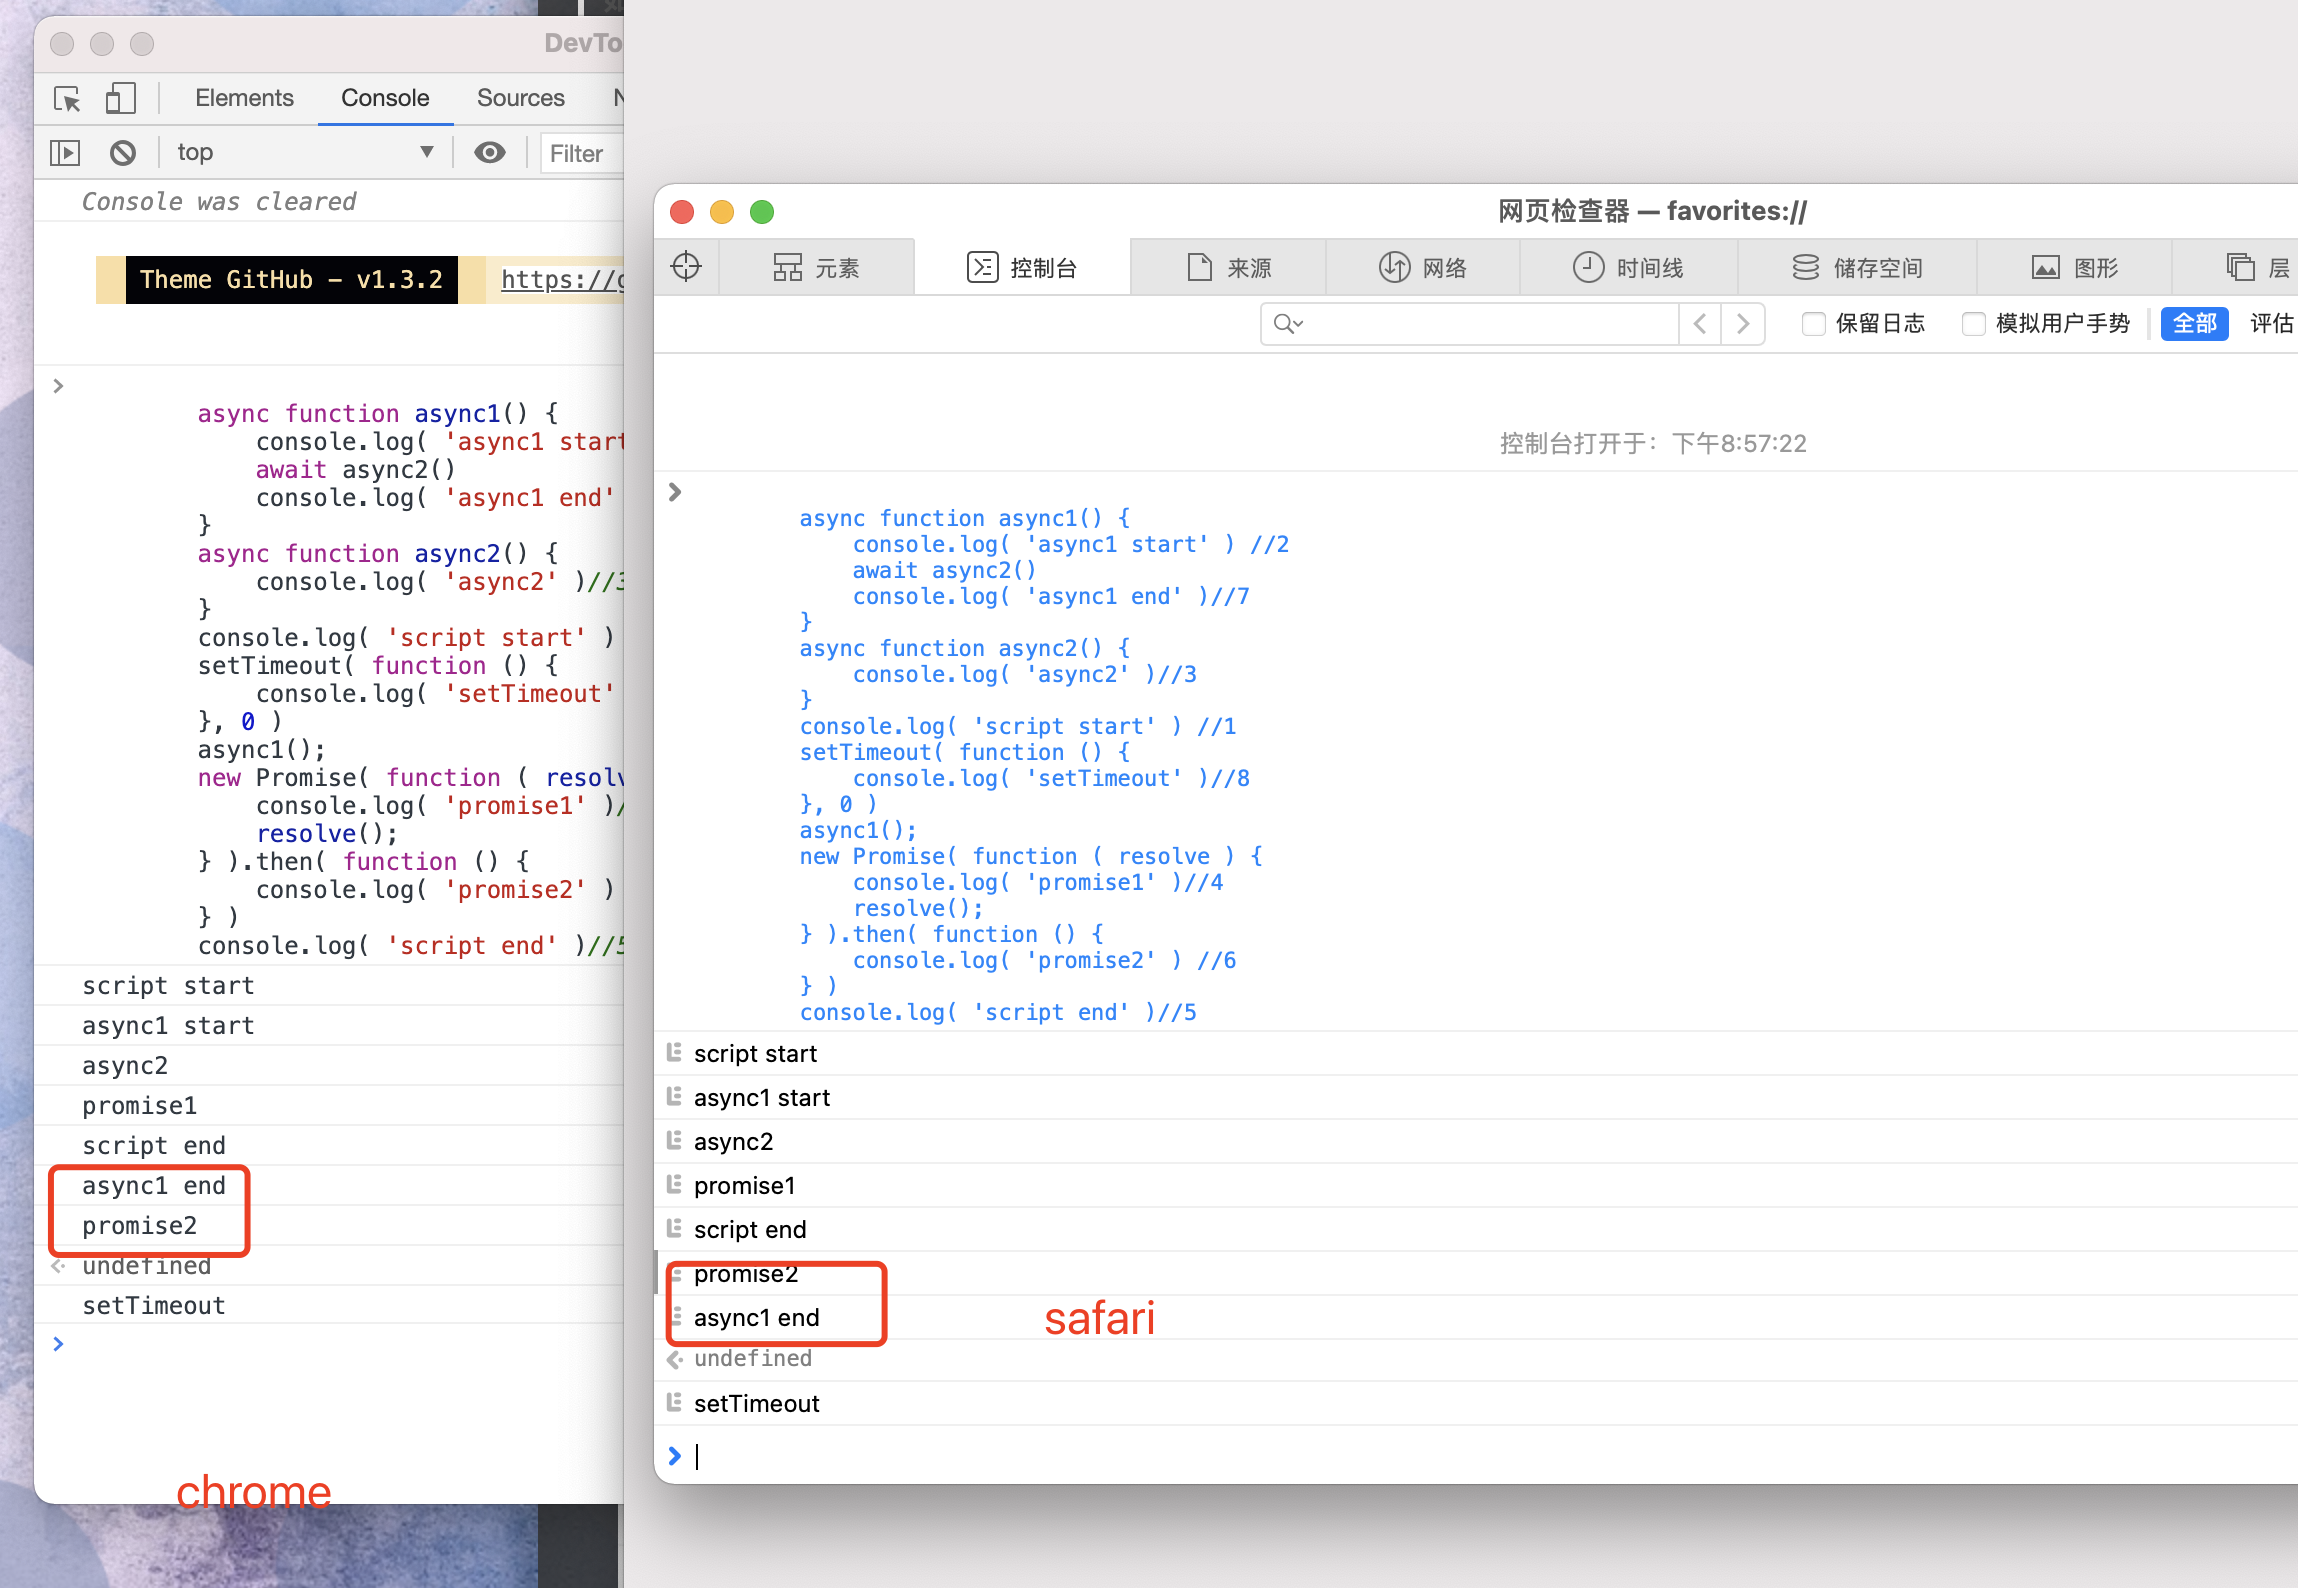 DevTo
Elements Console Sources N
top ▼ Filter
Console was cleared
Theme GitHub – v1.3.2 https://g
async function async1() {
console.log( 'async1 start
await async2()
console.log( 'async1 end'
}
async function async2() {
console.log( 'async2' )//3
}
console.log( 'script start' )
setTimeout( function () {
console.log( 'setTimeout'
}, 0 )
async1();
new Promise( function ( resolv
console.log( 'promise1' )/
resolve();
} ).then( function () {
console.log( 'promise2' )
} )
console.log( 'script end' )//5
script start
async1 start
async2
promise1
script end
async1 end
promise2
undefined
setTimeout
chrome
网页检查器 — favorites://
元素 控制台 来源 网络 时间线 储存空间 图形 层
保留日志 模拟用户手势 全部 评估
控制台打开于：下午8:57:22
async function async1() {
console.log( 'async1 start' ) //2
await async2()
console.log( 'async1 end' )//7
}
async function async2() {
console.log( 'async2' )//3
}
console.log( 'script start' ) //1
setTimeout( function () {
console.log( 'setTimeout' )//8
}, 0 )
async1();
new Promise( function ( resolve ) {
console.log( 'promise1' )//4
resolve();
} ).then( function () {
console.log( 'promise2' ) //6
} )
console.log( 'script end' )//5
script start
async1 start
async2
promise1
script end
promise2
async1 end
undefined
setTimeout
safari